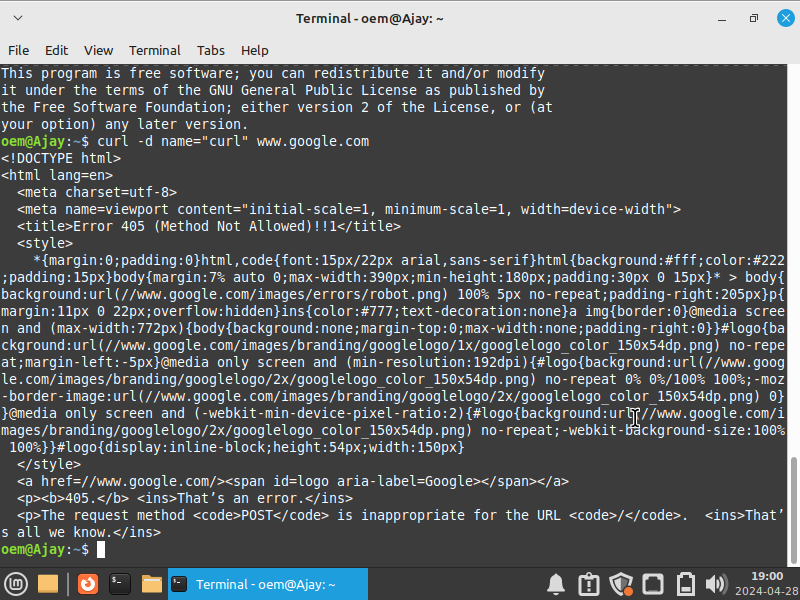 Terminal - oem@Ajay: ~
File Edit View Terminal Tabs Help
This program is free software; you can redistribute it and/or modify
it under the terms of the GNU General Public License as published by
the Free Software Foundation; either version 2 of the License, or (at
your option) any later version.
oem@Ajay:~$ curl -d name="curl" www.google.com
<!DOCTYPE html>
<html lang=en>
  <meta charset=utf-8>
  <meta name=viewport content="initial-scale=1, minimum-scale=1, width=device-width">
  <title>Error 405 (Method Not Allowed)!!1</title>
  <style>
    *{margin:0;padding:0}html,code{font:15px/22px arial,sans-serif}html{background:#fff;color:#222
;padding:15px}body{margin:7% auto 0;max-width:390px;min-height:180px;padding:30px 0 15px}* > body{
background:url(//www.google.com/images/errors/robot.png) 100% 5px no-repeat;padding-right:205px}p{
margin:11px 0 22px;overflow:hidden}ins{color:#777;text-decoration:none}a img{border:0}@media scree
n and (max-width:772px){body{background:none;margin-top:0;max-width:none;padding-right:0}}#logo{ba
ckground:url(//www.google.com/images/branding/googlelogo/1x/googlelogo_color_150x54dp.png) no-repe
at;margin-left:-5px}@media only screen and (min-resolution:192dpi){#logo{background:url(//www.goog
le.com/images/branding/googlelogo/2x/googlelogo_color_150x54dp.png) no-repeat 0% 0%/100% 100%;-moz
-border-image:url(//www.google.com/images/branding/googlelogo/2x/googlelogo_color_150x54dp.png) 0}
}@media only screen and (-webkit-min-device-pixel-ratio:2){#logo{background:url(//www.google.com/i
mages/branding/googlelogo/2x/googlelogo_color_150x54dp.png) no-repeat;-webkit-background-size:100%
 100%}}#logo{display:inline-block;height:54px;width:150px}
  </style>
  <a href=//www.google.com/><span id=logo aria-label=Google></span></a>
  <p><b>405.</b> <ins>That’s an error.</ins>
  <p>The request method <code>POST</code> is inappropriate for the URL <code>/</code>.  <ins>That’
s all we know.</ins>
oem@Ajay:~$
Terminal - oem@Ajay: ~
19:00
2024-04-28